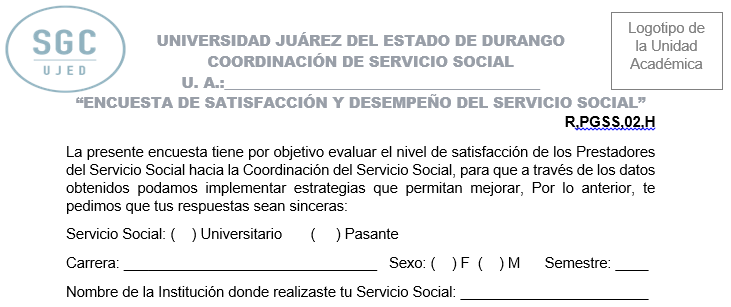 SGC
UJED
Logotipo de
la Unidad
Académica
UNIVERSIDAD JUÁREZ DEL ESTADO DE DURANGO
COORDINACIÓN DE SERVICIO SOCIAL
U. A.:______________________________________
“ENCUESTA DE SATISFACCIÓN Y DESEMPEÑO DEL SERVICIO SOCIAL”
R,PGSS,02,H
La presente encuesta tiene por objetivo evaluar el nivel de satisfacción de los Prestadores
del Servicio Social hacia la Coordinación del Servicio Social, para que a través de los datos
obtenidos podamos implementar estrategias que permitan mejorar, Por lo anterior, te
pedimos que tus respuestas sean sinceras:
Servicio Social: (    ) Universitario      (      ) Pasante
Carrera: ________________________________ Sexo: (    ) F  (    ) M      Semestre: ____
Nombre de la Institución donde realizaste tu Servicio Social: _______________________